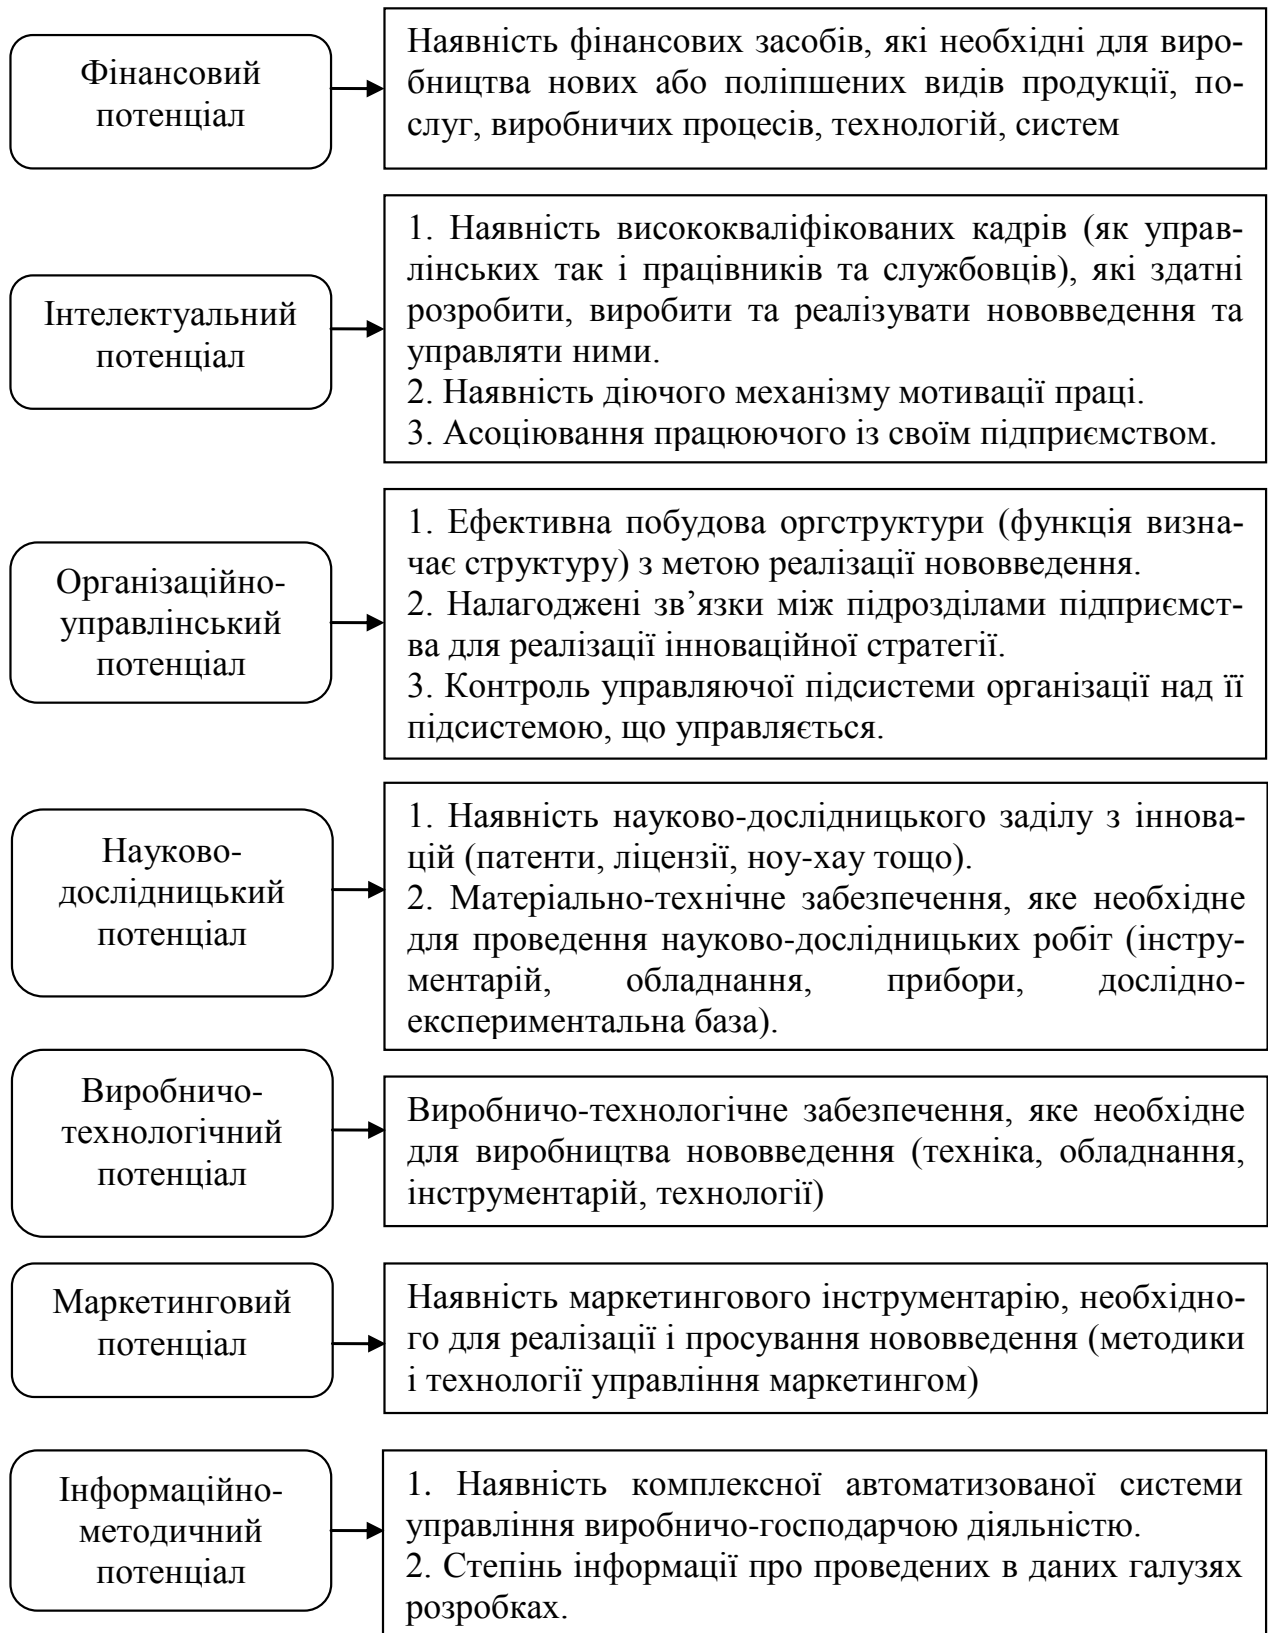 Фінансовий
потенціал
Наявність фінансових засобів, які необхідні для виро-
бництва нових або поліпшених видів продукції, по-
слуг, виробничих процесів, технологій, систем
Інтелектуальний
потенціал
1. Наявність висококваліфікованих кадрів (як управ-
лінських так і працівників та службовців), які здатні
розробити, виробити та реалізувати нововведення та
управляти ними.
2. Наявність діючого механізму мотивації праці.
3. Асоціювання працюючого із своїм підприємством.
Організаційно-
управлінський
потенціал
1. Ефективна побудова оргструктури (функція визна-
чає структуру) з метою реалізації нововведення.
2. Налагоджені зв’язки між підрозділами підприємст-
ва для реалізації інноваційної стратегії.
3. Контроль управляючої підсистеми організації над її
підсистемою, що управляється.
Науково-
дослідницький
потенціал
1. Наявність науково-дослідницького заділу з іннова-
цій (патенти, ліцензії, ноу-хау тощо).
2. Матеріально-технічне забезпечення, яке необхідне
для проведення науково-дослідницьких робіт (інстру-
ментарій, обладнання, прибори, дослідно-
експериментальна база).
Виробничо-
технологічний
потенціал
Виробничо-технологічне забезпечення, яке необхідне
для виробництва нововведення (техніка, обладнання,
інструментарій, технології)
Маркетинговий
потенціал
Наявність маркетингового інструментарію, необхідно-
го для реалізації і просування нововведення (методики
і технології управління маркетингом)
Інформаційно-
методичний
потенціал
1. Наявність комплексної автоматизованої системи
управління виробничо-господарчою діяльністю.
2. Степінь інформації про проведених в даних галузях
розробках.